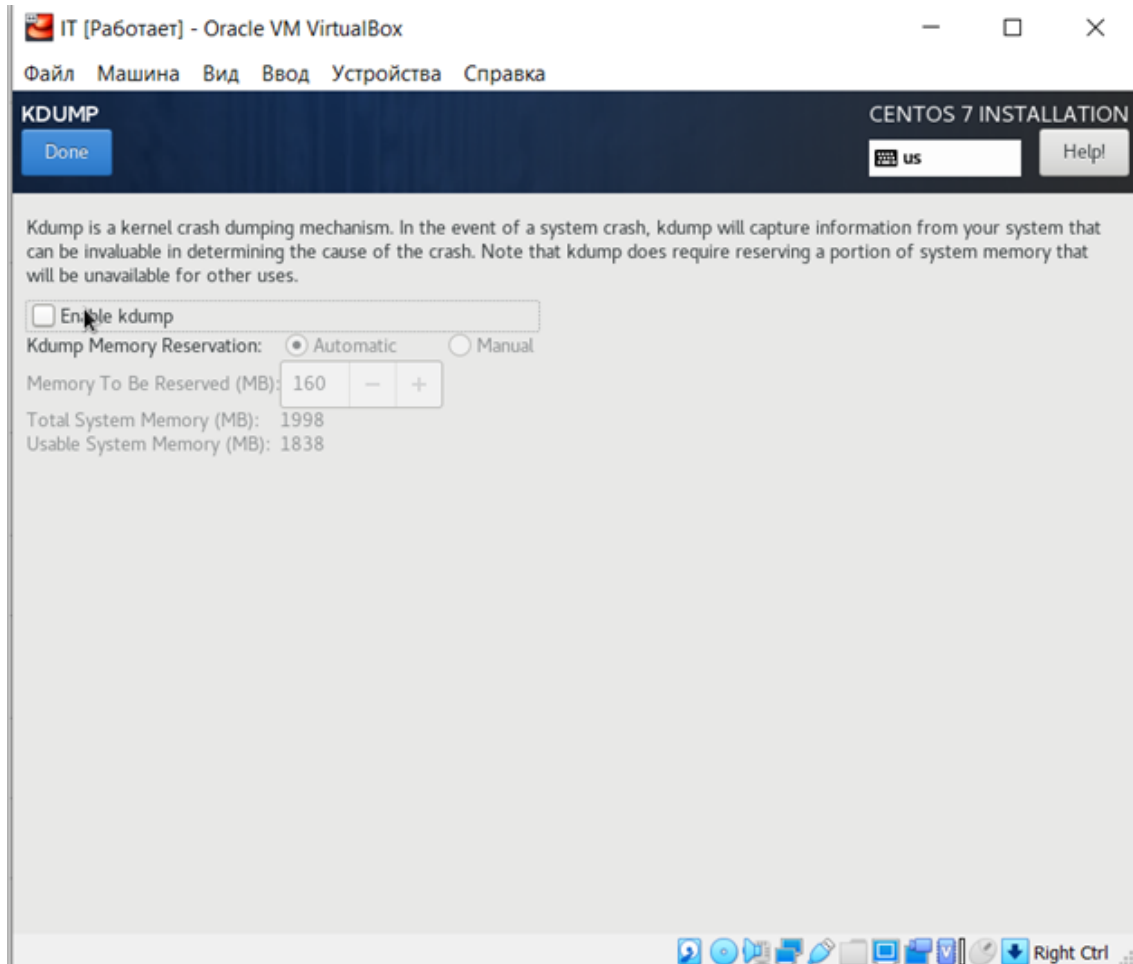 IT [Работает] - Oracle VM VirtualBox
Файл Машина Вид Ввод Устройства Справка
KDUMP
CENTOS 7 INSTALLATION
Done
us
Help!
Kdump is a kernel crash dumping mechanism. In the event of a system crash, kdump will capture information from your system that
can be invaluable in determining the cause of the crash. Note that kdump does require reserving a portion of system memory that
will be unavailable for other uses.
Enable kdump
Kdump Memory Reservation: Automatic Manual
Memory To Be Reserved (MB): 160 − +
Total System Memory (MB): 1998
Usable System Memory (MB): 1838
Right Ctrl